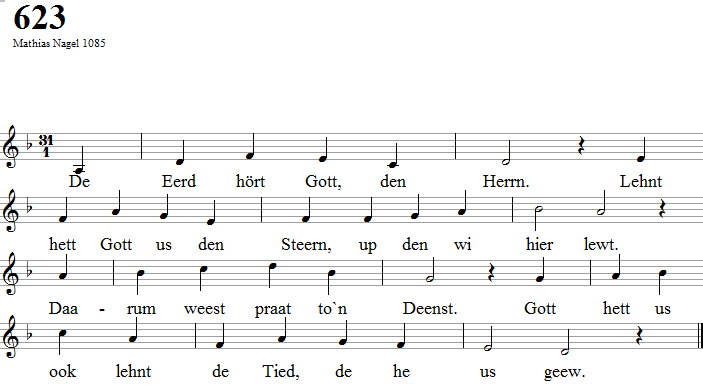 623
Mathias Nagel 1085
31
1
De Eerd hört Gott, den Herrn. Lehnt
hett Gott us den Steern, up den wi hier lewt.
Daa - rum weest praat to`n Deenst. Gott hett us
ook lehnt de Tied, de he us geew.